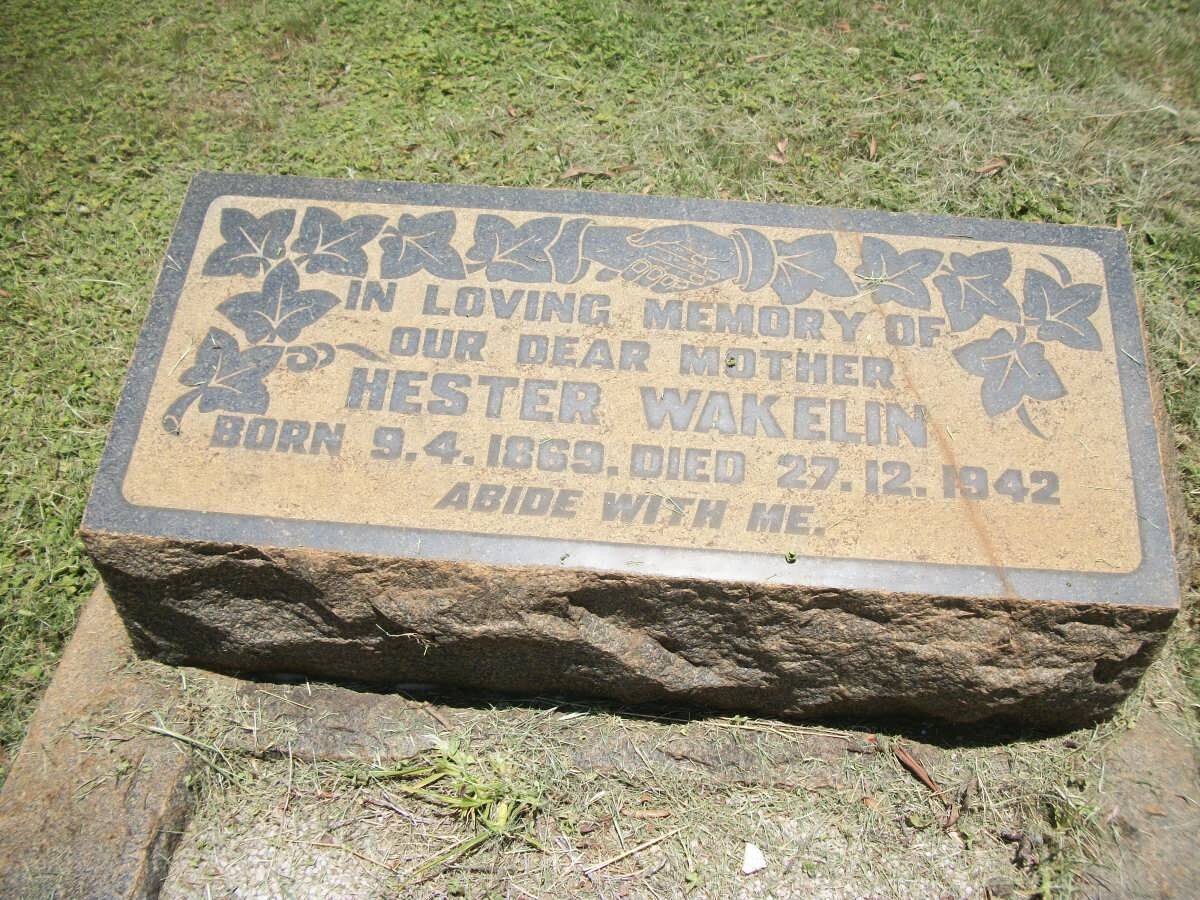 IN LOVING MEMORY OF
OUR DEAR MOTHER
HESTER WAKELIN
BORN 9.4.1869. DIED 27.12.1942
ABIDE WITH ME.